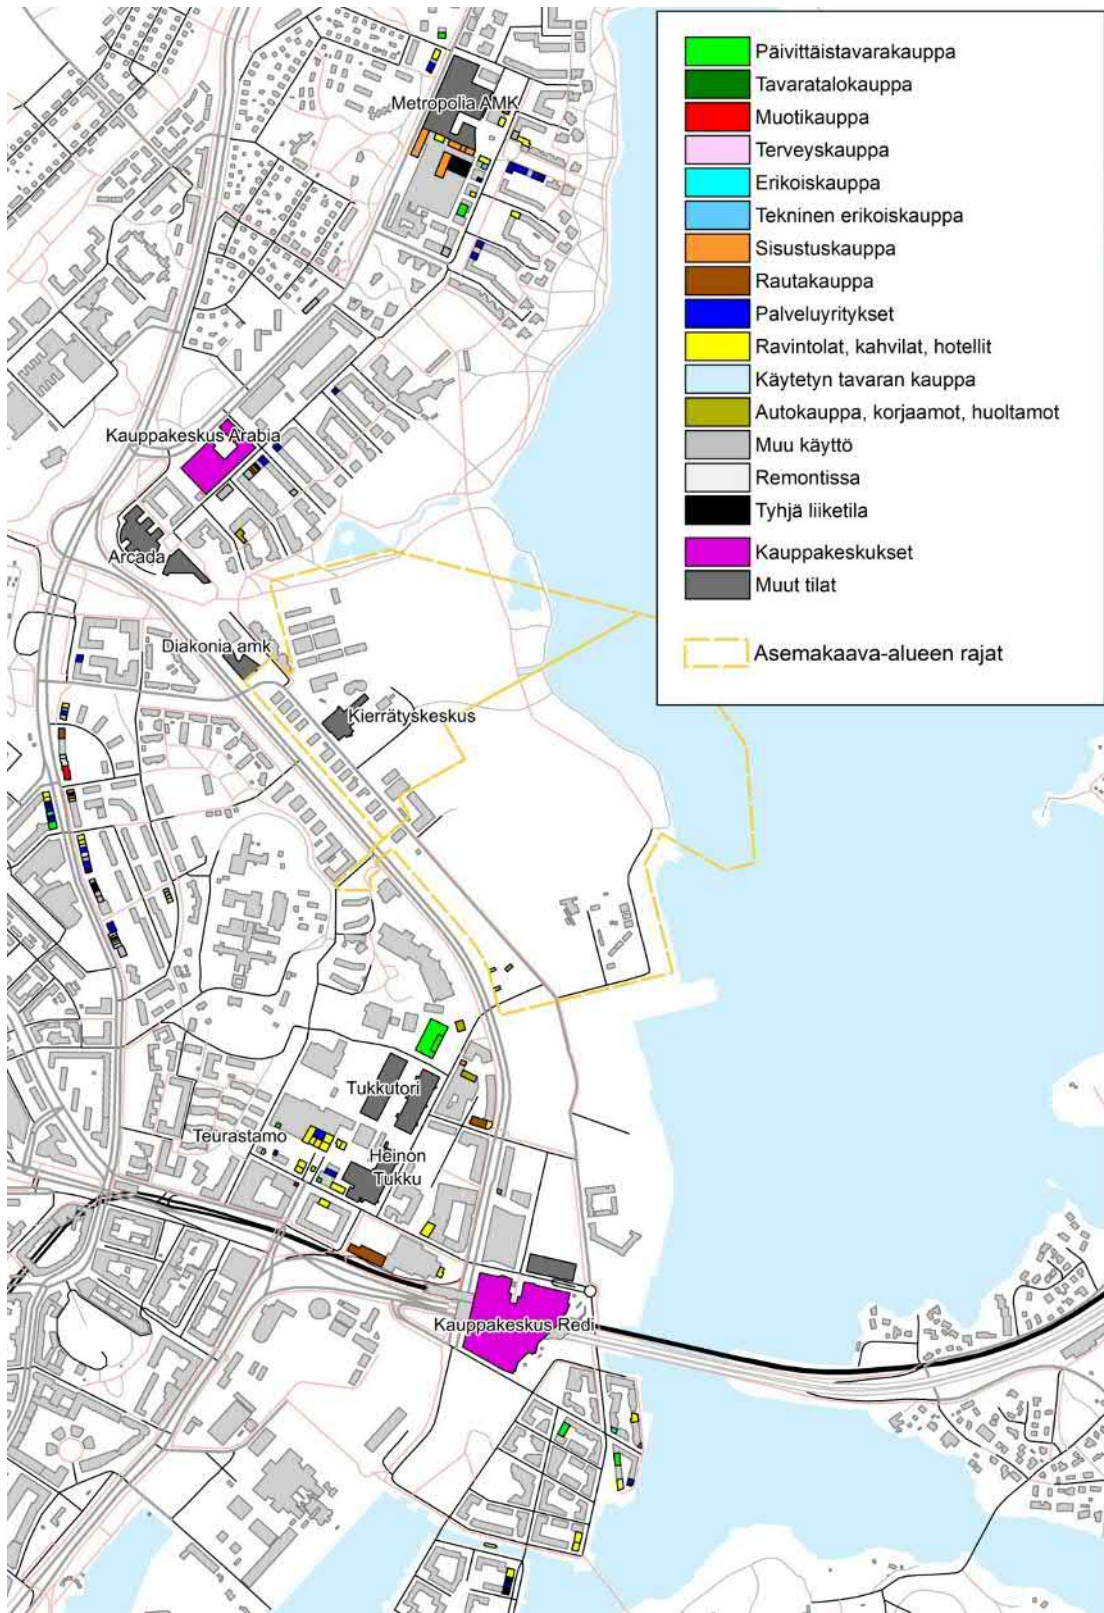 Päivittäistavarakauppa
Tavaratalokauppa
Muotikauppa
Terveyskauppa
Erikoiskauppa
Tekninen erikoiskauppa
Sisustuskauppa
Rautakauppa
Palveluyritykset
Ravintolat, kahvilat, hotellit
Käytetyn tavaran kauppa
Autokauppa, korjaamot, huoltamot
Muu käyttö
Remontissa
Tyhjä liiketila
Kauppakeskukset
Muut tilat
Asemakaava-alueen rajat
Metropolia AMK
Kauppakeskus Arabia
Arcada
Diakonia amk
Kierrätyskeskus
Tukkutori
Teurastamo
Heinon
Tukku
Kauppakeskus Redi